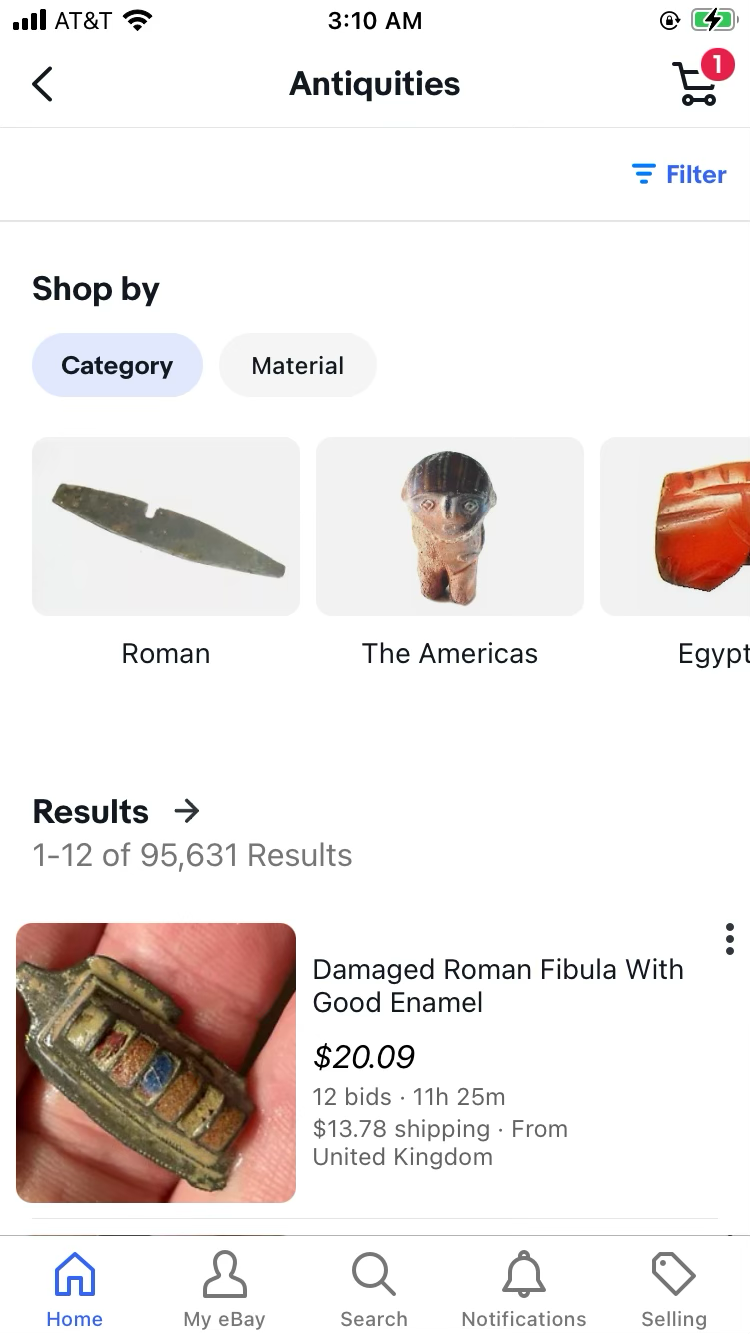 AT&T 3:10 AM
Antiquities 1
Filter
Shop by
Category Material
Roman The Americas Egypt
Results
1-12 of 95,631 Results
Damaged Roman Fibula With
Good Enamel
$20.09
12 bids · 11h 25m
$13.78 shipping · From
United Kingdom
Home My eBay Search Notifications Selling